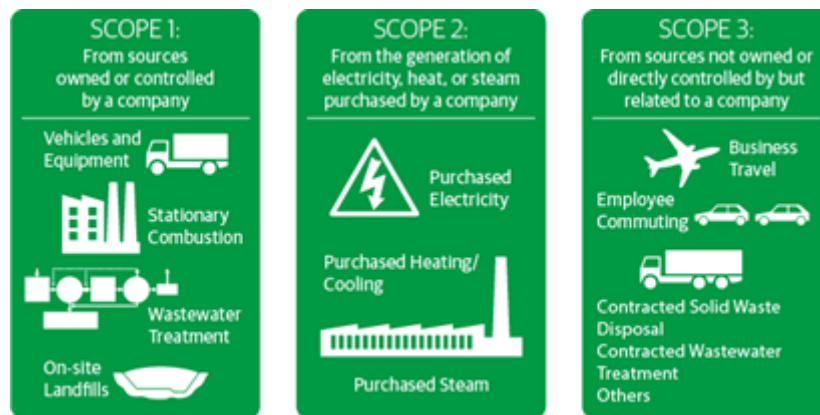 SCOPE 1:
From sources
owned or controlled
by a company
Vehicles and
Equipment
Stationary
Combustion
Wastewater
Treatment
On-site
Landfills
SCOPE 2:
From the generation of
electricity, heat, or steam
purchased by a company
Purchased
Electricity
Purchased Heating/
Cooling
Purchased Steam
SCOPE 3:
From sources not owned or
directly controlled by but
related to a company
Business
Travel
Employee
Commuting
Contracted Solid Waste
Disposal
Contracted Wastewater
Treatment
Others